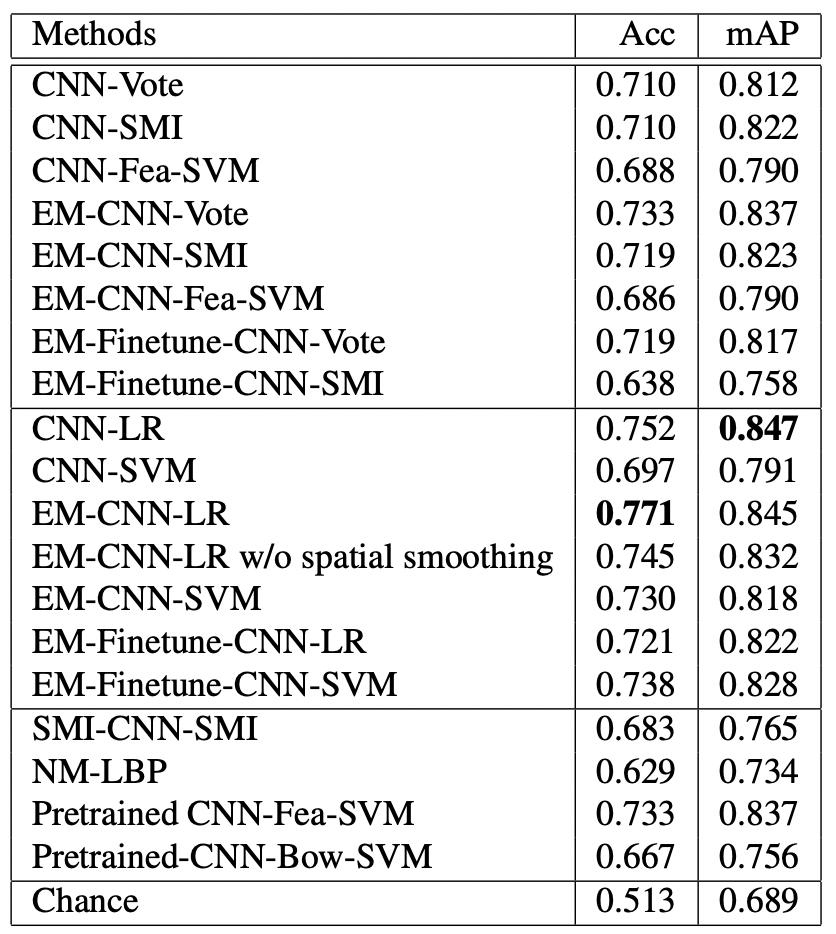 Methods Acc mAP
CNN-Vote 0.710 0.812
CNN-SMI 0.710 0.822
CNN-Fea-SVM 0.688 0.790
EM-CNN-Vote 0.733 0.837
EM-CNN-SMI 0.719 0.823
EM-CNN-Fea-SVM 0.686 0.790
EM-Finetune-CNN-Vote 0.719 0.817
EM-Finetune-CNN-SMI 0.638 0.758
CNN-LR 0.752 0.847
CNN-SVM 0.697 0.791
EM-CNN-LR 0.771 0.845
EM-CNN-LR w/o spatial smoothing 0.745 0.832
EM-CNN-SVM 0.730 0.818
EM-Finetune-CNN-LR 0.721 0.822
EM-Finetune-CNN-SVM 0.738 0.828
SMI-CNN-SMI 0.683 0.765
NM-LBP 0.629 0.734
Pretrained CNN-Fea-SVM 0.733 0.837
Pretrained-CNN-Bow-SVM 0.667 0.756
Chance 0.513 0.689